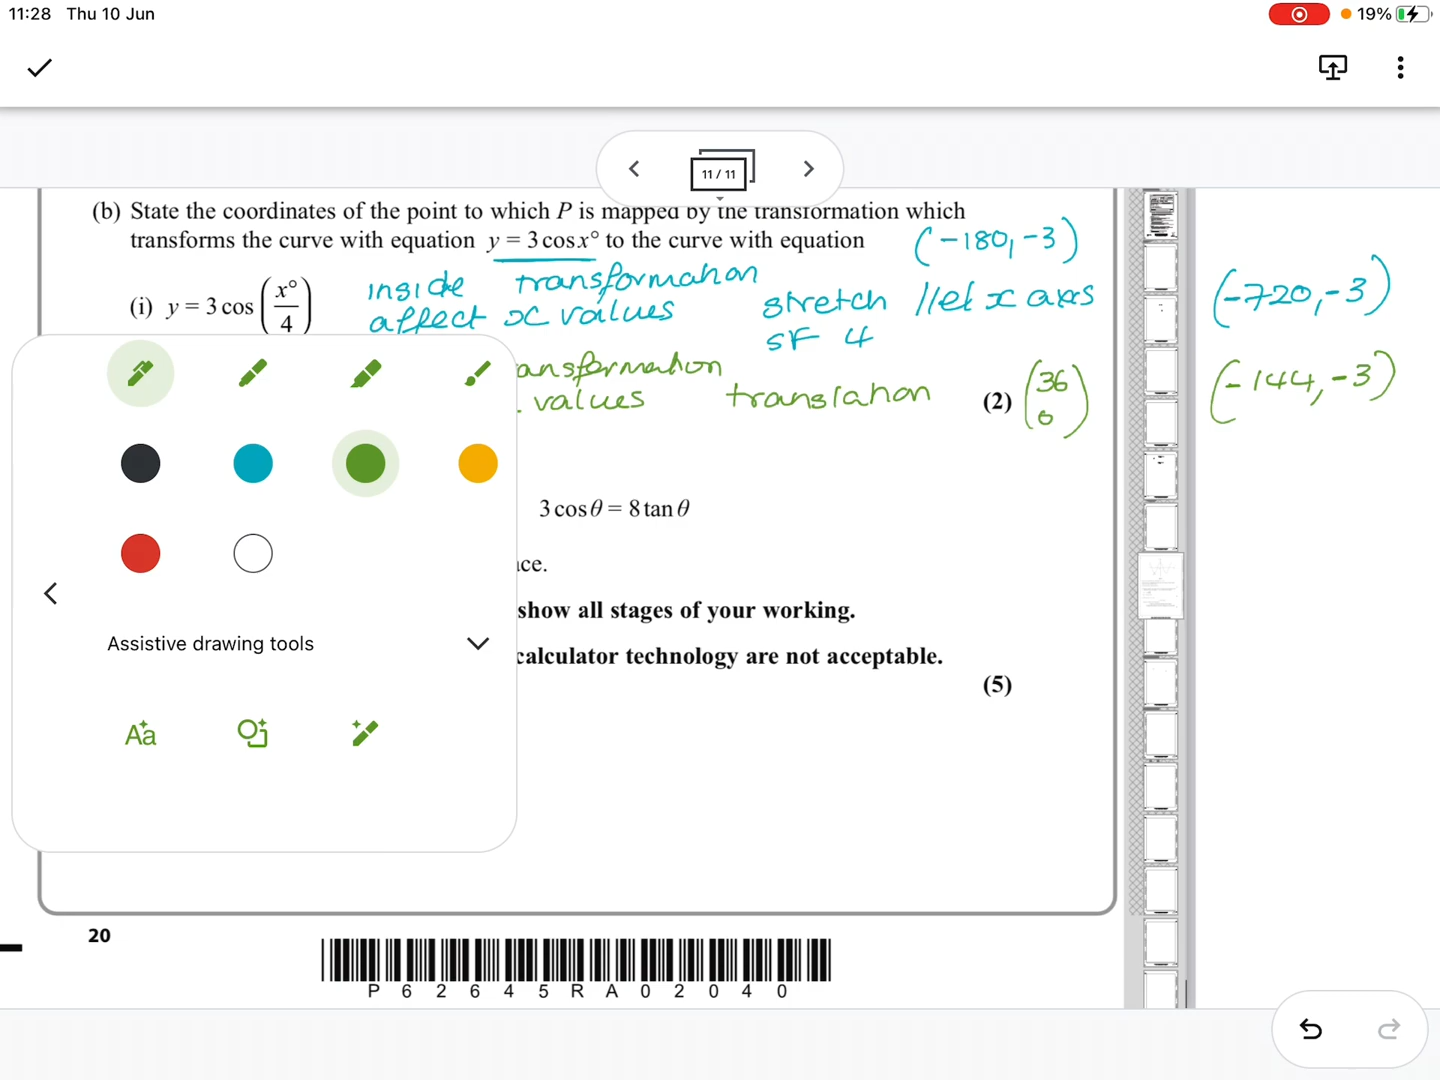 11:28 Thu 10 Jun
19%
11 / 11
(b) State the coordinates of the point to which P is mapped by the transformation which
transforms the curve with equation y = 3 cos x° to the curve with equation
(-180, -3)
(i) y = 3 cos (x°/4)
inside transformation
affect x values
stretch //el x axis
SF 4
(-720, -3)
ansformation
values
translation
(2)
(36
0)
(-144, -3)
3 cos θ = 8 tan θ
ce.
show all stages of your working.
calculator technology are not acceptable.
(5)
Assistive drawing tools
Aa
20
P 6 2 6 4 5 R A 0 2 0 4 0